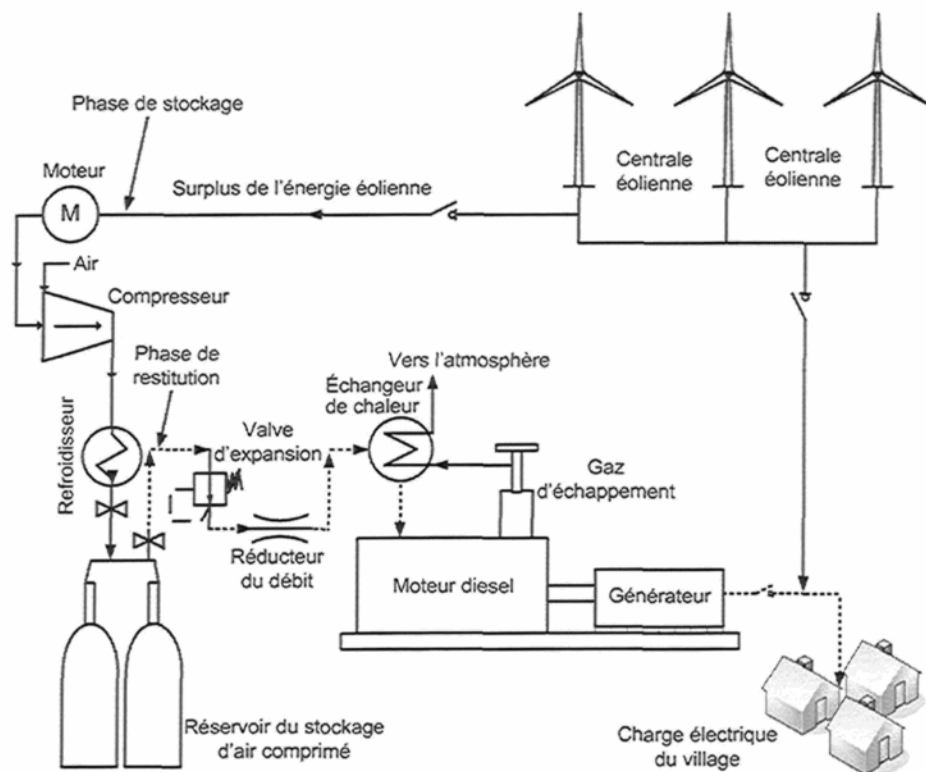 Phase de stockage
Moteur
M
Surplus de l'énergie éolienne
Centrale
éolienne
Centrale
éolienne
Air
Compresseur
Phase de
restitution
Vers l'atmosphère
Échangeur
de chaleur
Refroidisseur
Valve
d'expansion
Gaz
d'échappement
Réducteur
du débit
Moteur diesel
Générateur
Réservoir du stockage
d'air comprimé
Charge électrique
du village